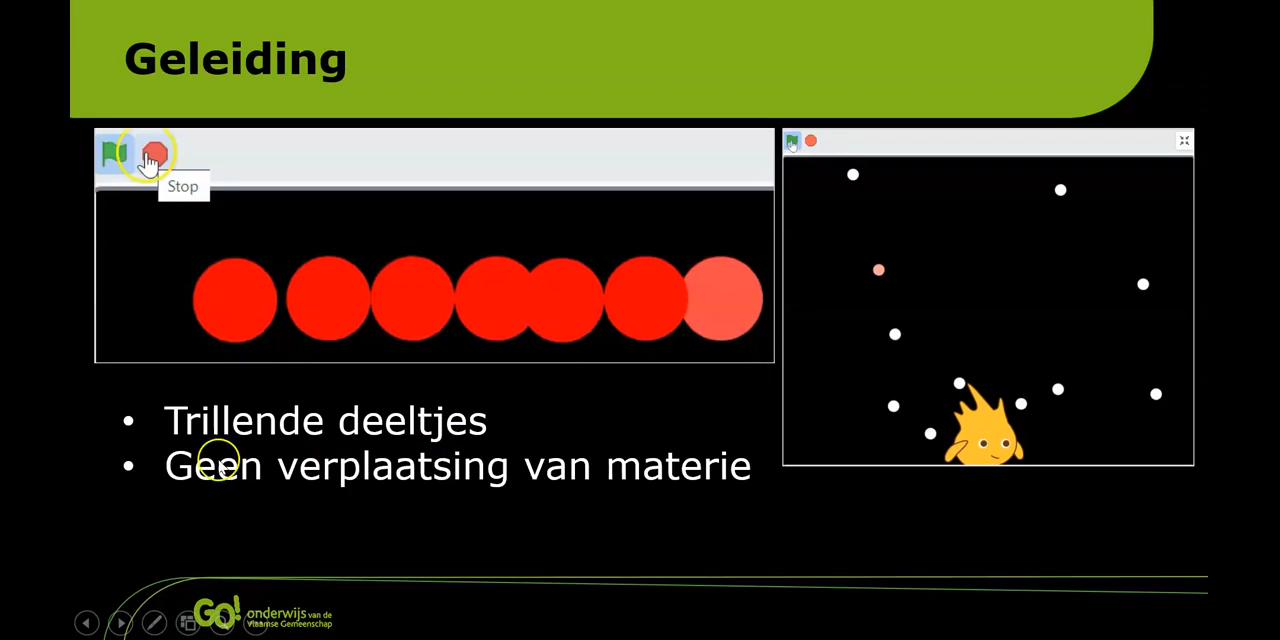 Geleiding
Stop
• Trillende deeltjes
• Geen verplaatsing van materie
GO! onderwijs van de
Vlaamse Gemeenschap